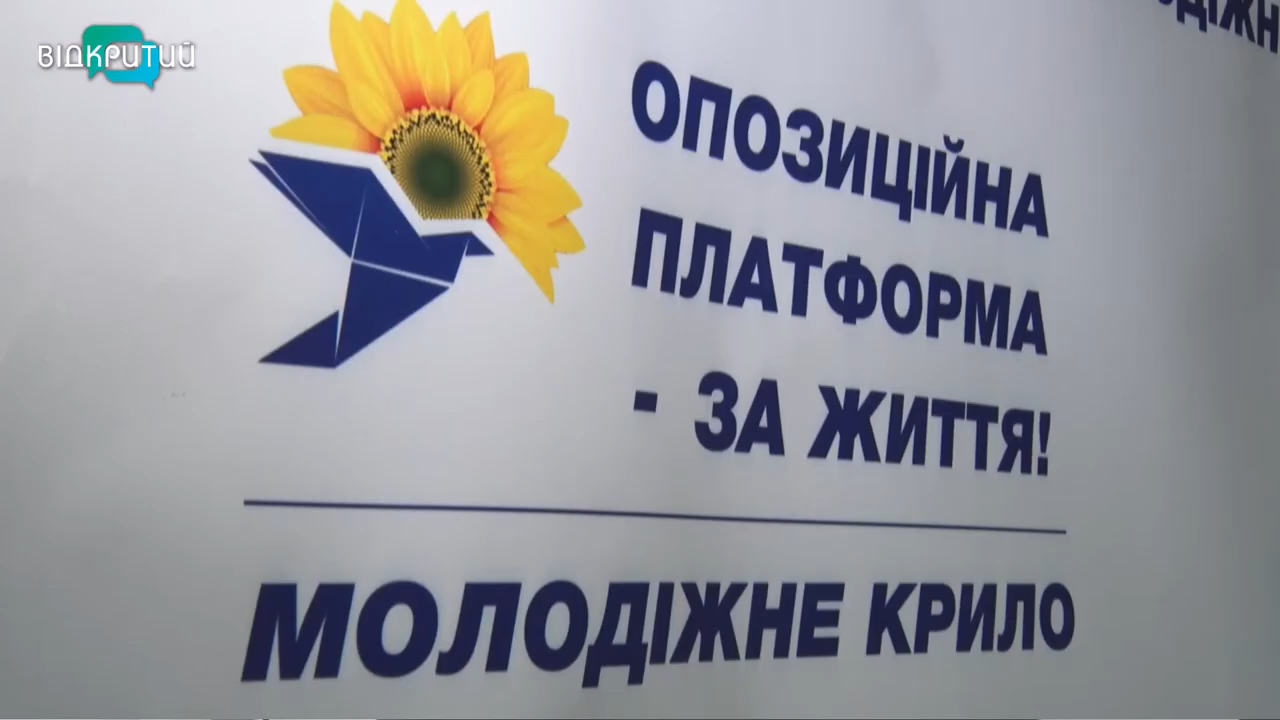 ВІДКРИТИЙ
ОПОЗИЦІЙНА
ПЛАТФОРМА
- ЗА ЖИТТЯ!
МОЛОДІЖНЕ КРИЛО